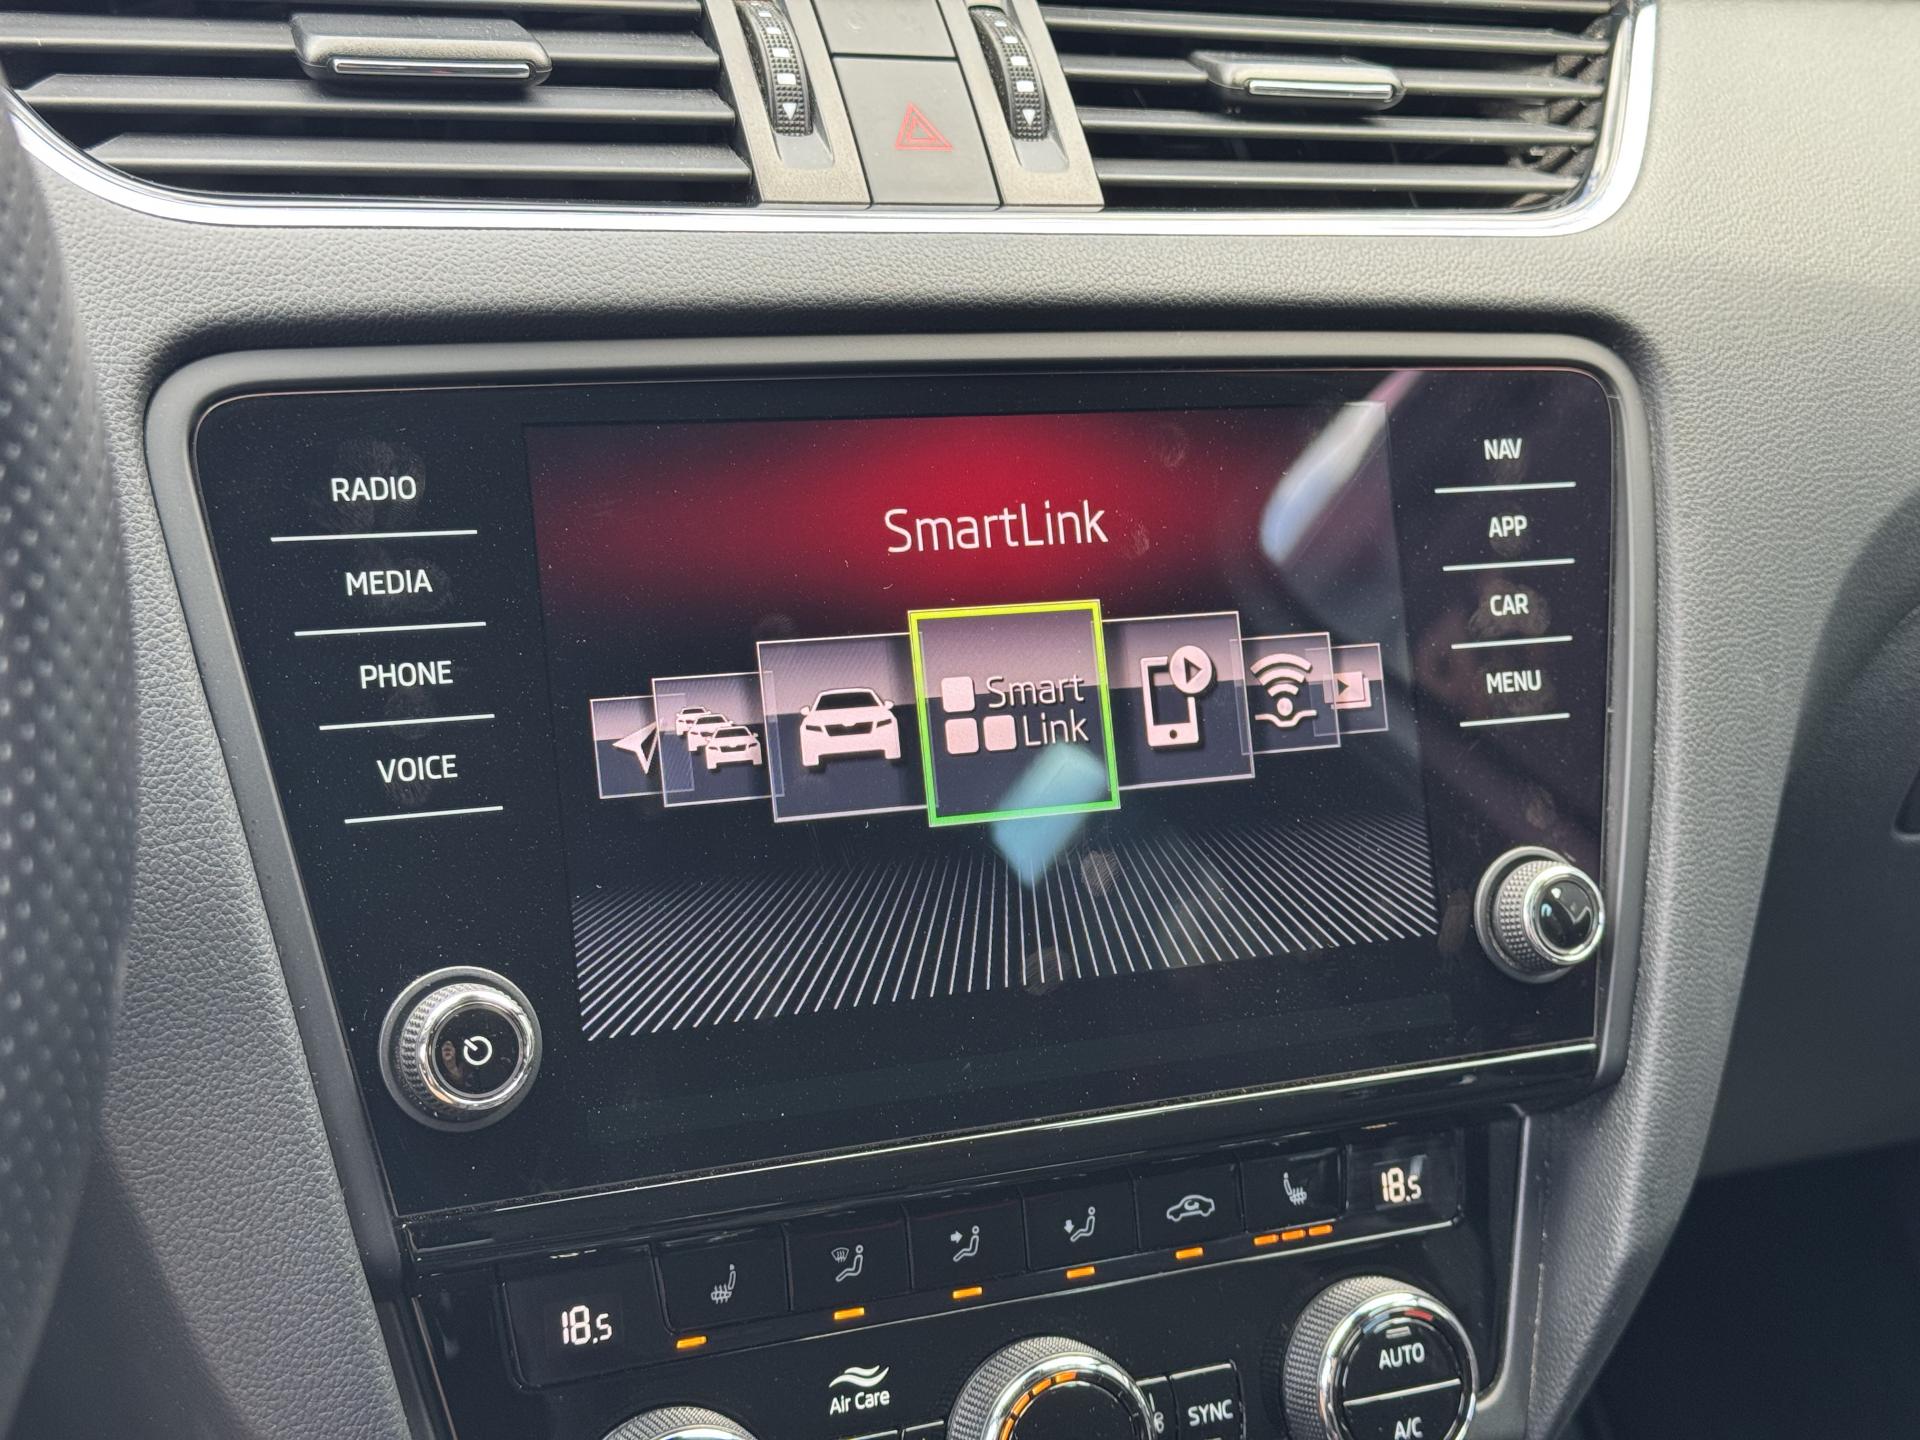 RADIO
MEDIA
PHONE
VOICE
SmartLink
Smart
Link
NAV
APP
CAR
MENU
18.5
18.5
Air Care
SYNC
AUTO
A/C